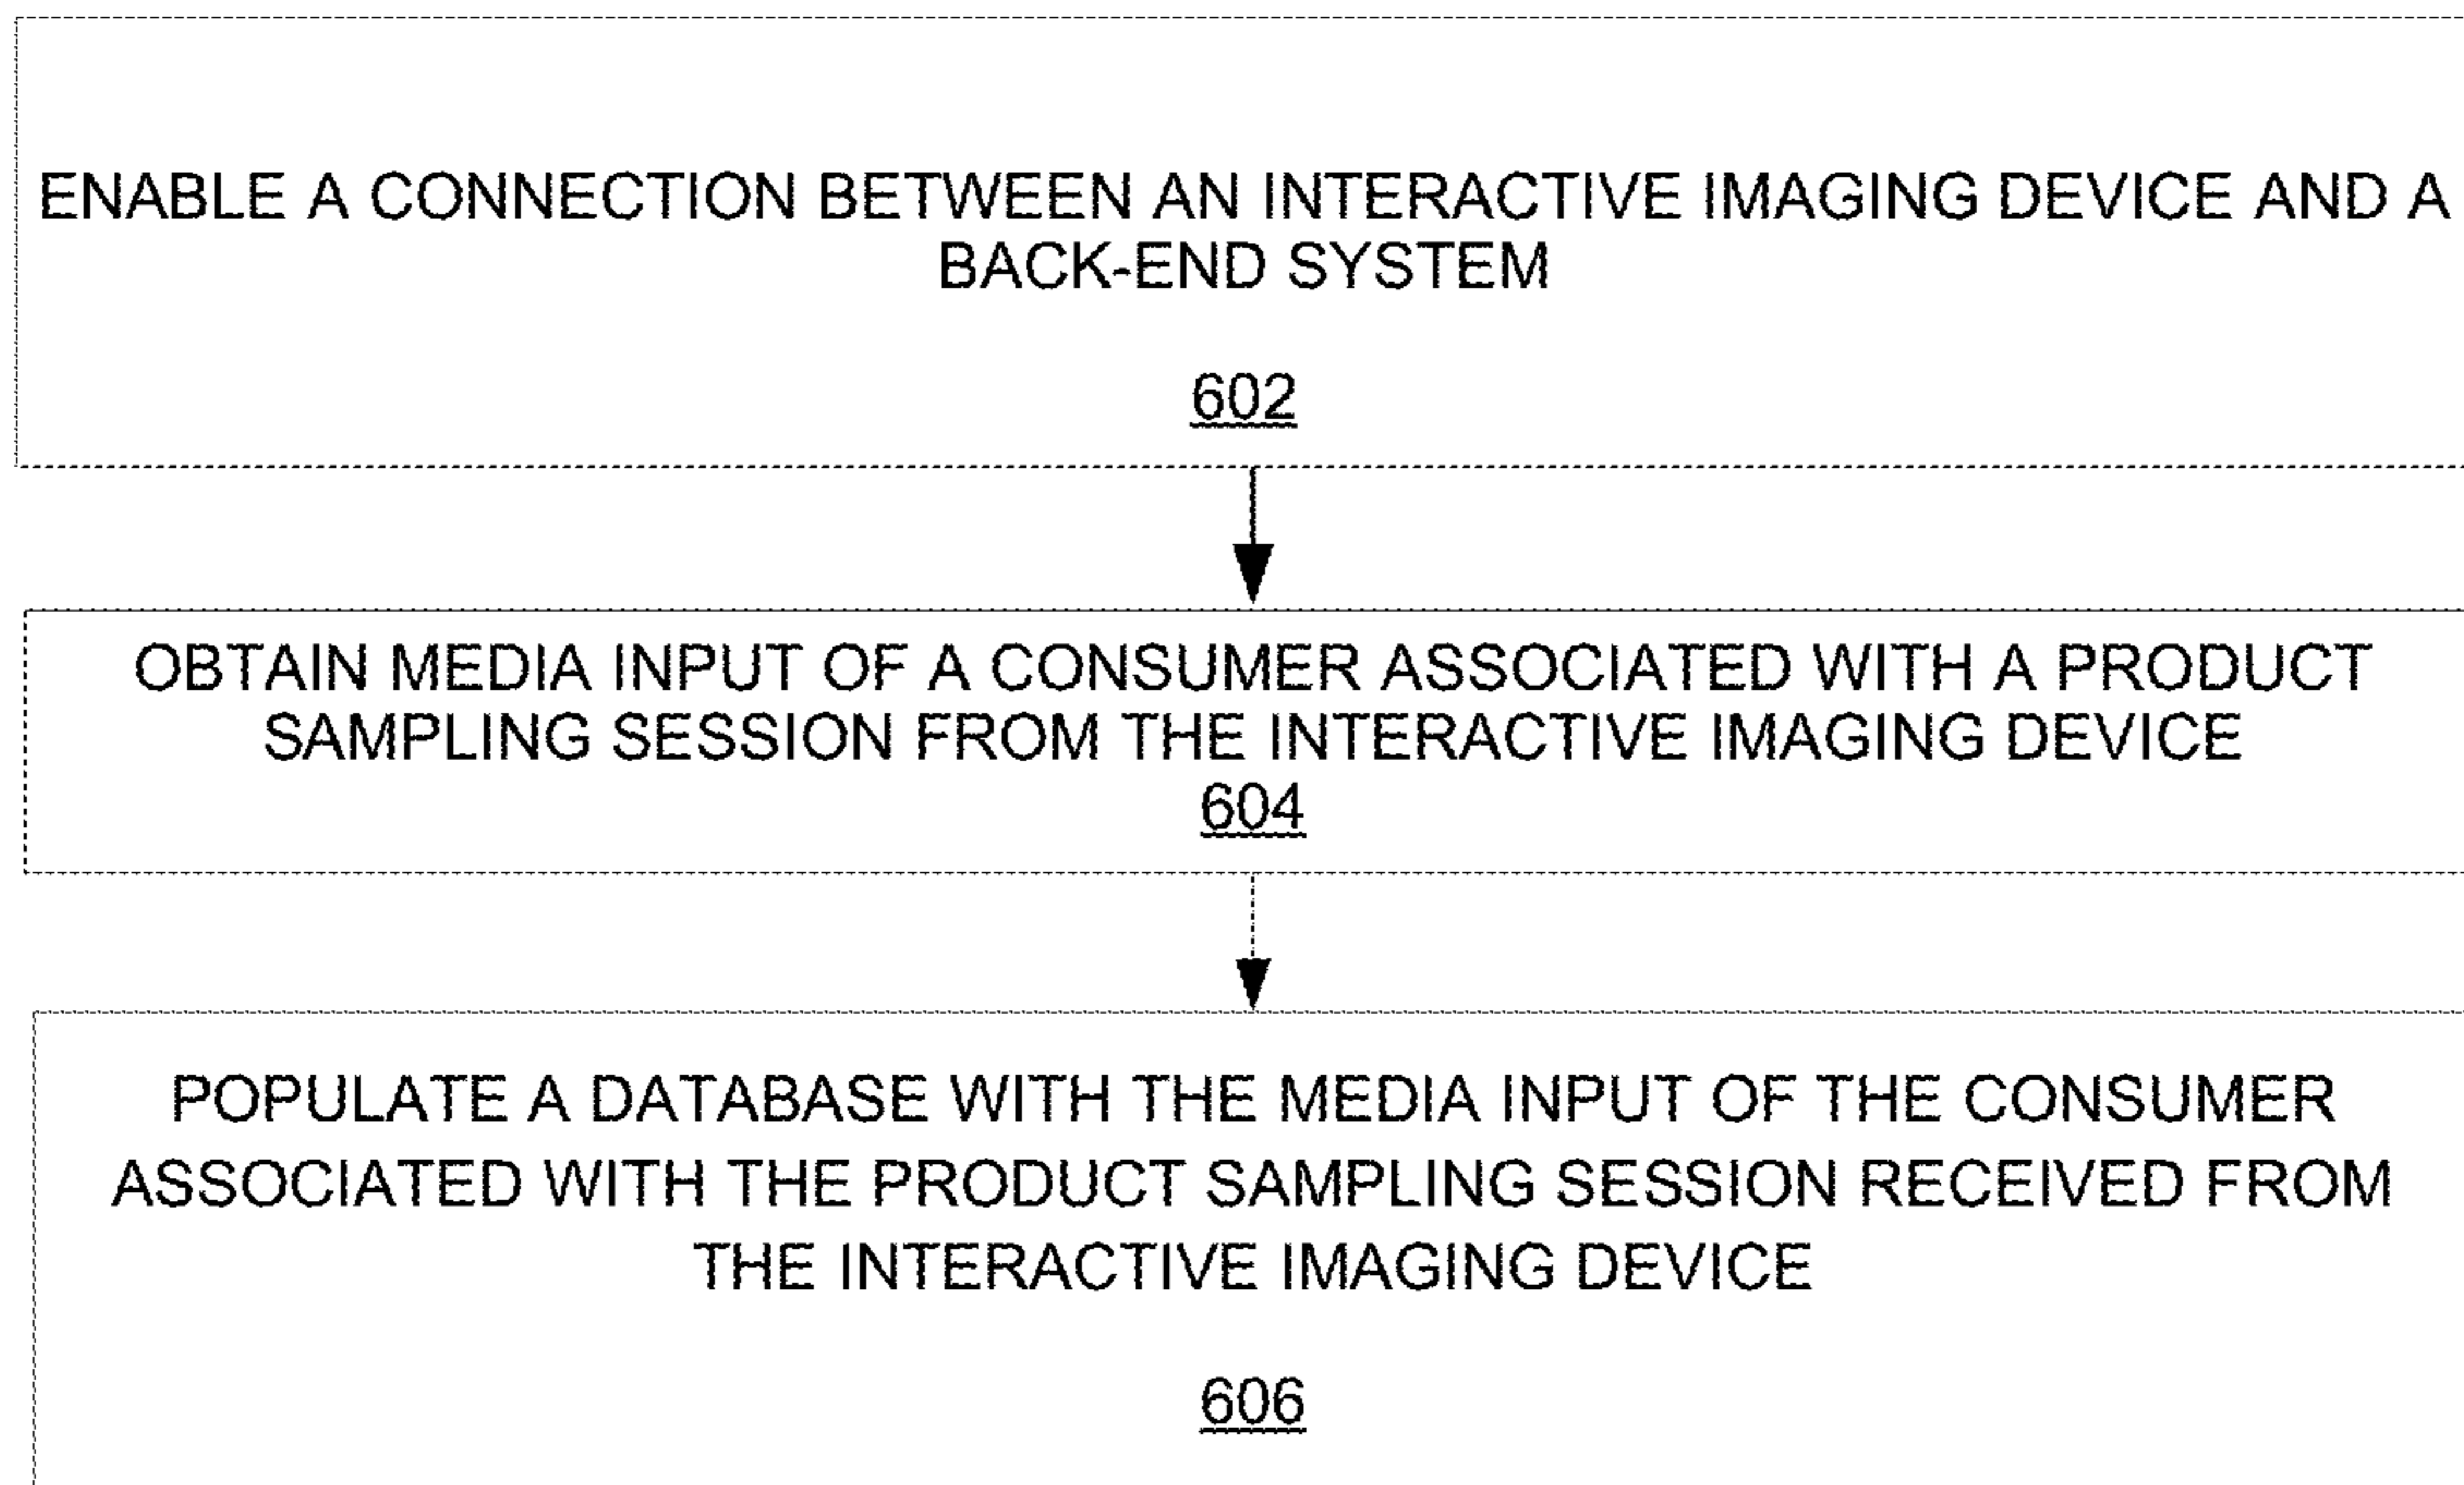 ENABLE A CONNECTION BETWEEN AN INTERACTIVE IMAGING DEVICE AND A
BACK-END SYSTEM
602
OBTAIN MEDIA INPUT OF A CONSUMER ASSOCIATED WITH A PRODUCT
SAMPLING SESSION FROM THE INTERACTIVE IMAGING DEVICE
604
POPULATE A DATABASE WITH THE MEDIA INPUT OF THE CONSUMER
ASSOCIATED WITH THE PRODUCT SAMPLING SESSION RECEIVED FROM
THE INTERACTIVE IMAGING DEVICE
606